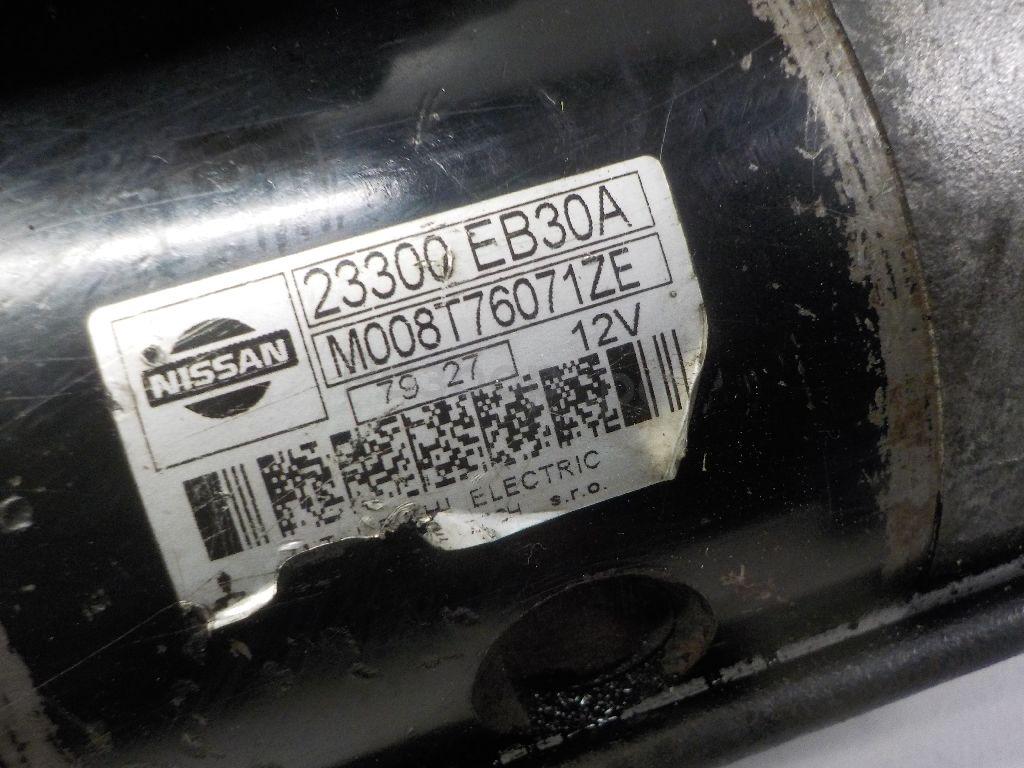 NISSAN
23300 EB30A
M008T76071ZE
79 27
12V
ELECTRIC
s.r.o.